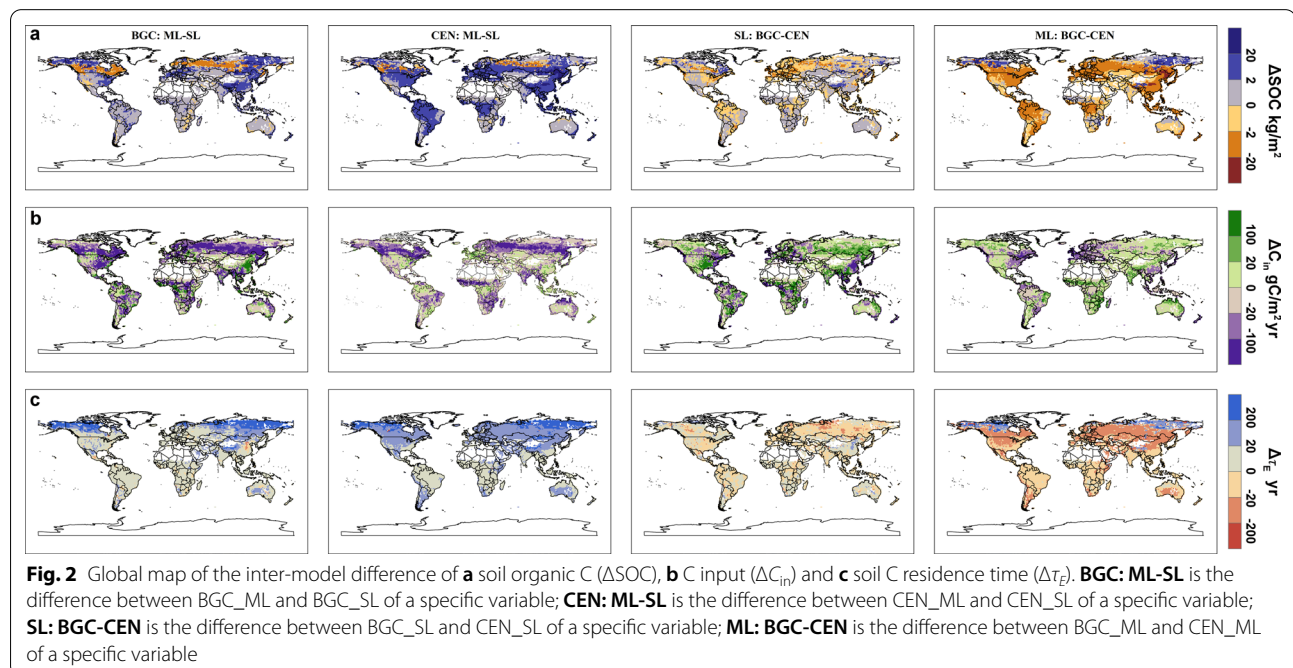 BGC: ML-SL
CEN: ML-SL
SL: BGC-CEN
ML: BGC-CEN
a
20
2
0
-2
-20
ΔSOC kg/m²
b
100
20
0
-20
-100
ΔC_in gC/m² yr
c
200
20
0
-20
-200
Δτ_E yr
Fig. 2 Global map of the inter-model difference of a soil organic C (ΔSOC), b C input (ΔC_in) and c soil C residence time (Δτ_E). BGC: ML-SL is the
difference between BGC_ML and BGC_SL of a specific variable; CEN: ML-SL is the difference between CEN_ML and CEN_SL of a specific variable;
SL: BGC-CEN is the difference between BGC_SL and CEN_SL of a specific variable; ML: BGC-CEN is the difference between BGC_ML and CEN_ML
of a specific variable